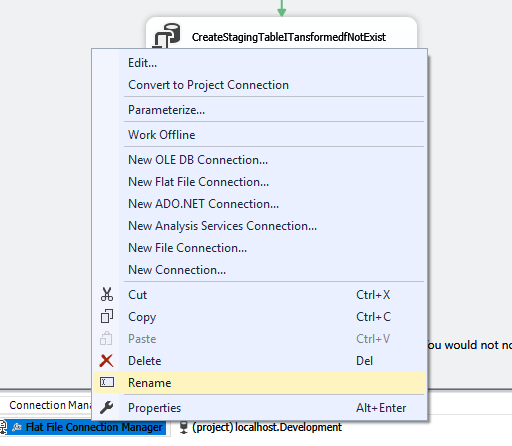 CreateStagingTableITansformedfNotExist
Edit...
Convert to Project Connection
Parameterize...
Work Offline
New OLE DB Connection...
New Flat File Connection...
New ADO.NET Connection...
New Analysis Services Connection...
New File Connection...
New Connection...
Cut Ctrl+X
Copy Ctrl+C
Paste Ctrl+V
ou would not no
Delete Del
Rename
Properties Alt+Enter
Connection Mana
Flat File Connection Manager (project) localhost.Development